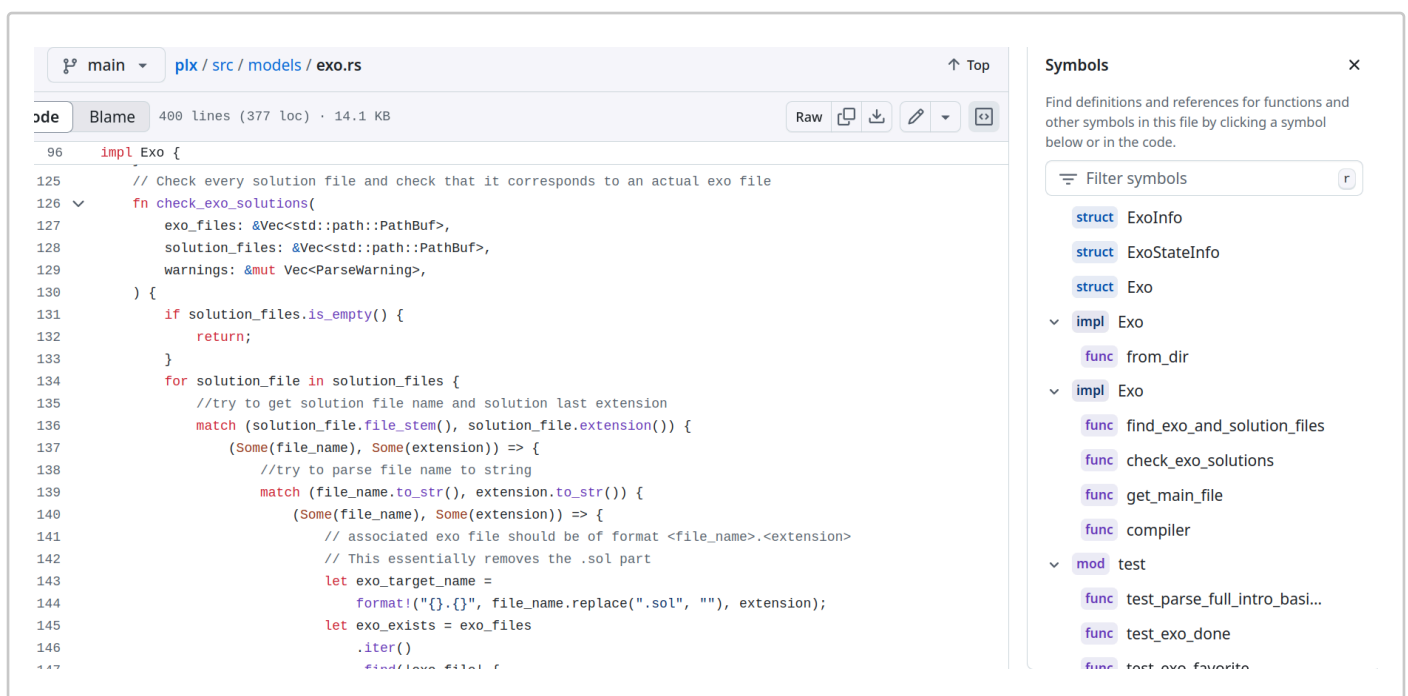 main
plx / src / models / exo.rs
Top
ode
Blame
400 lines (377 loc) · 14.1 KB
Raw
96 impl Exo {
125 // Check every solution file and check that it corresponds to an actual exo file
126 fn check_exo_solutions(
127 exo_files: &Vec<std::path::PathBuf>,
128 solution_files: &Vec<std::path::PathBuf>,
129 warnings: &mut Vec<ParseWarning>,
130 ) {
131 if solution_files.is_empty() {
132 return;
133 }
134 for solution_file in solution_files {
135 //try to get solution file name and solution last extension
136 match (solution_file.file_stem(), solution_file.extension()) {
137 (Some(file_name), Some(extension)) => {
138 //try to parse file name to string
139 match (file_name.to_str(), extension.to_str()) {
140 (Some(file_name), Some(extension)) => {
141 // associated exo file should be of format <file_name>.<extension>
142 // This essentially removes the .sol part
143 let exo_target_name =
144 format!("{}.{}", file_name.replace(".sol", ""), extension);
145 let exo_exists = exo_files
146 .iter()
147 .find(|exo_file| {
Symbols
Find definitions and references for functions and
other symbols in this file by clicking a symbol
below or in the code.
Filter symbols r
struct ExoInfo
struct ExoStateInfo
struct Exo
impl Exo
func from_dir
impl Exo
func find_exo_and_solution_files
func check_exo_solutions
func get_main_file
func compiler
mod test
func test_parse_full_intro_basi...
func test_exo_done
func test_exo_favorite